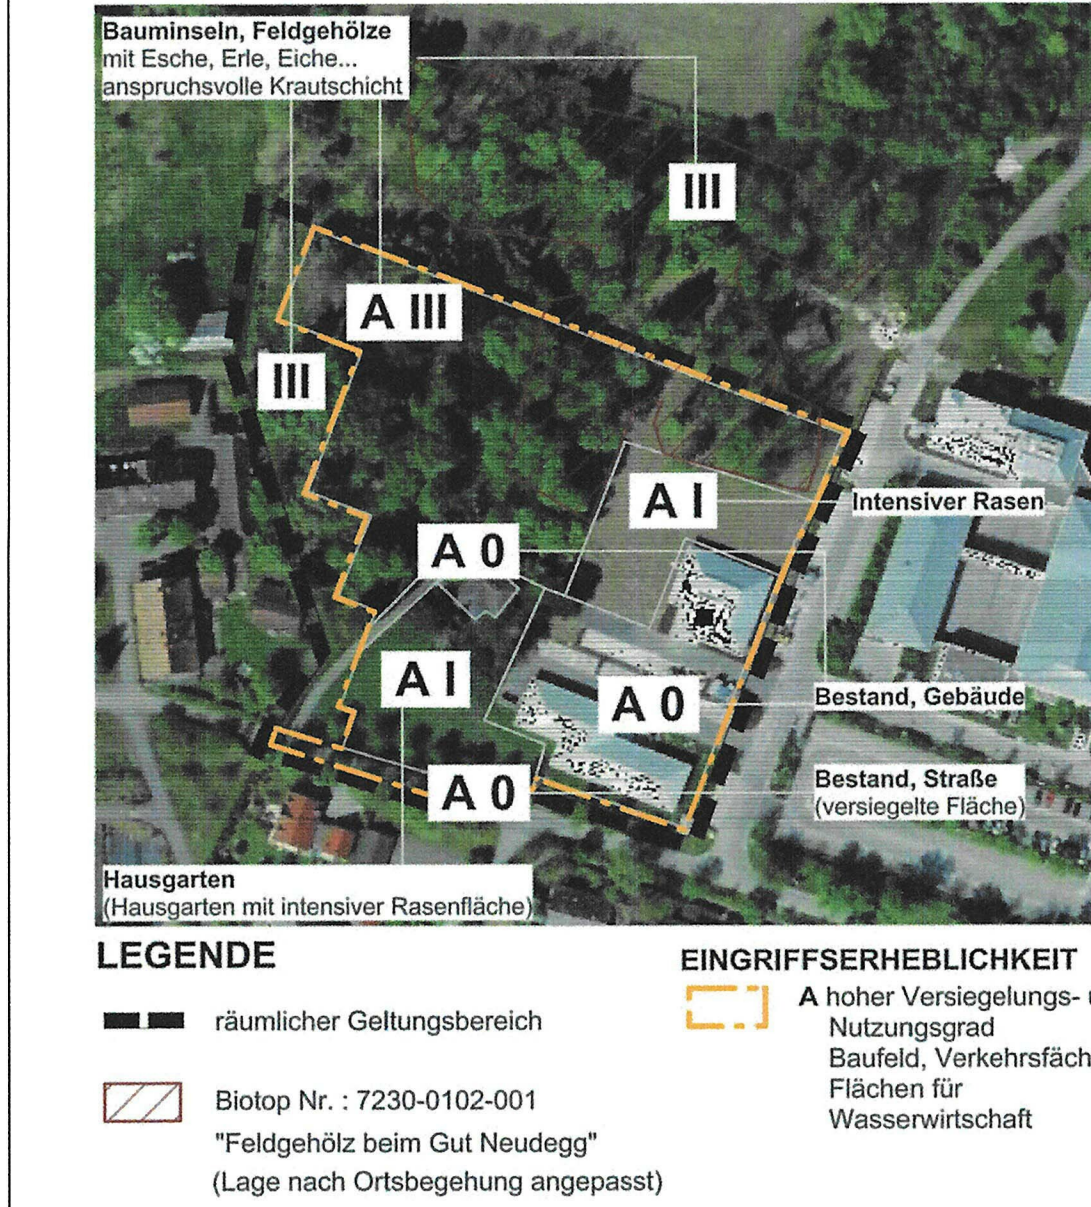 Bauminseln, Feldgehölze
mit Esche, Erle, Eiche...
anspruchsvolle Krautschicht
III
A III
III
A I
Intensiver Rasen
A 0
A I
A 0
Bestand, Gebäude
Bestand, Straße
(versiegelte Fläche)
A 0
Hausgarten
(Hausgarten mit intensiver Rasenfläche)
LEGENDE
räumlicher Geltungsbereich
Biotop Nr. : 7230-0102-001
"Feldgehölz beim Gut Neudegg"
(Lage nach Ortsbegehung angepasst)
EINGRIFFSERHEBLICHKEIT
A hoher Versiegelungs-
Nutzungsgrad
Baufeld, Verkehrsfäch
Flächen für
Wasserwirtschaft